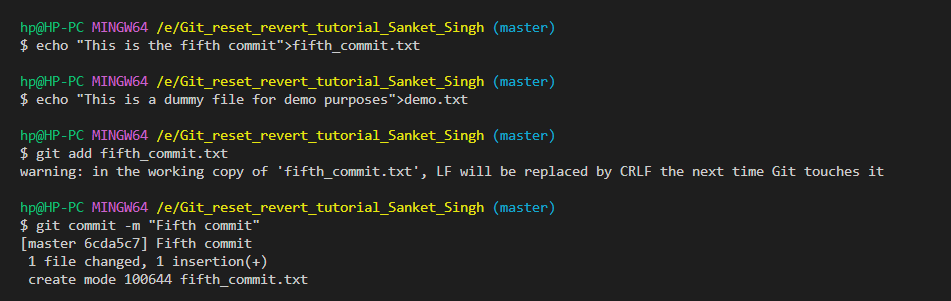 hp@HP-PC MINGW64 /e/Git_reset_revert_tutorial_Sanket_Singh (master)
$ echo "This is the fifth commit">fifth_commit.txt
hp@HP-PC MINGW64 /e/Git_reset_revert_tutorial_Sanket_Singh (master)
$ echo "This is a dummy file for demo purposes">demo.txt
hp@HP-PC MINGW64 /e/Git_reset_revert_tutorial_Sanket_Singh (master)
$ git add fifth_commit.txt
warning: in the working copy of 'fifth_commit.txt', LF will be replaced by CRLF the next time Git touches it
hp@HP-PC MINGW64 /e/Git_reset_revert_tutorial_Sanket_Singh (master)
$ git commit -m "Fifth commit"
[master 6cda5c7] Fifth commit
 1 file changed, 1 insertion(+)
 create mode 100644 fifth_commit.txt